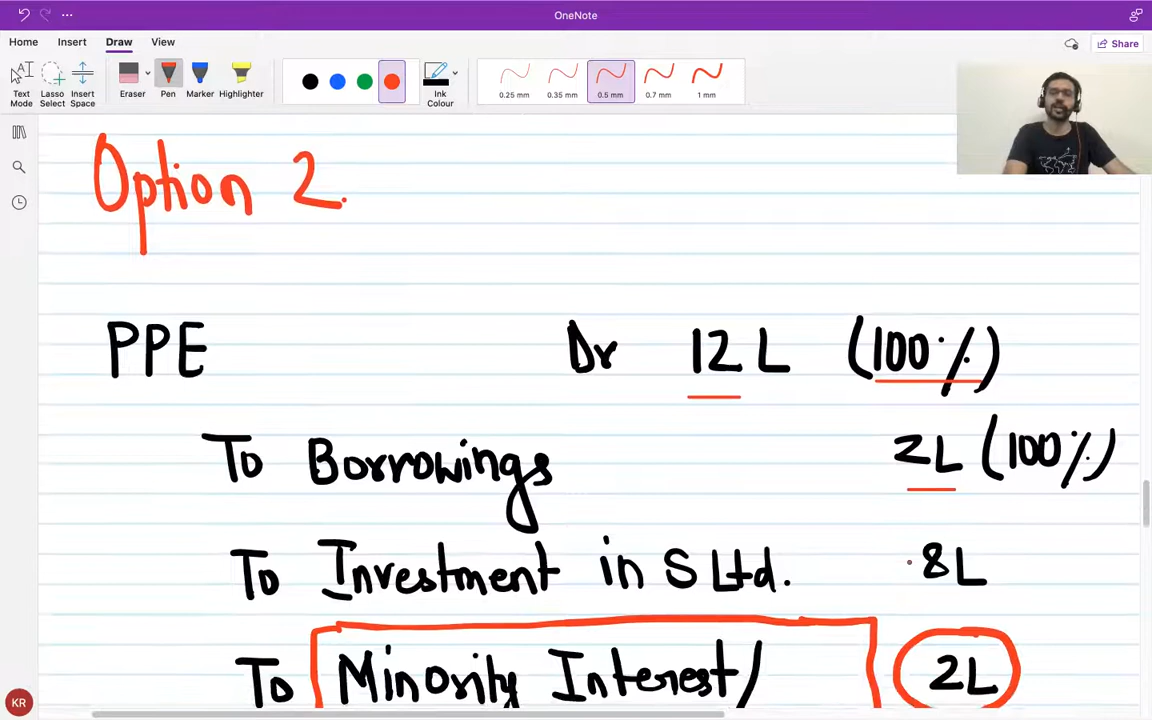 OneNote
Home Insert Draw View
Share
Text Mode
Lasso Select
Insert Space
Eraser
Pen
Marker
Highlighter
Ink Colour
0.25 mm
0.35 mm
0.5 mm
0.7 mm
1 mm
Option 2.
PPE Dr 12 L (100%)
To Borrowings 2L (100%)
To Investment in S Ltd. 8L
To Minority Interest/ 2L
KR